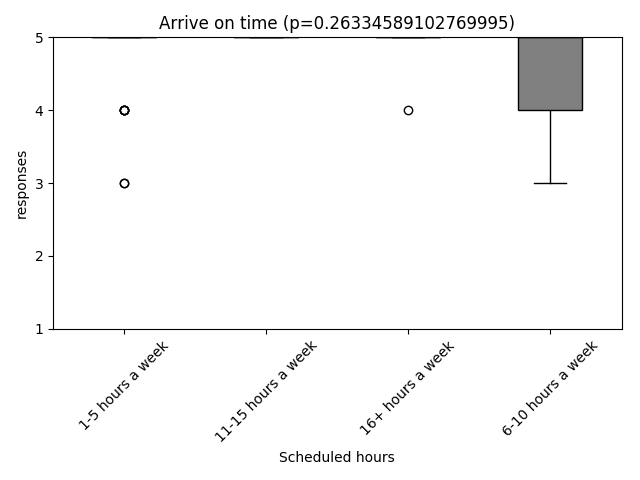 Arrive on time (p=0.26334589102769995)
5
4
3
2
1
responses
1-5 hours a week
11-15 hours a week
16+ hours a week
6-10 hours a week
Scheduled hours